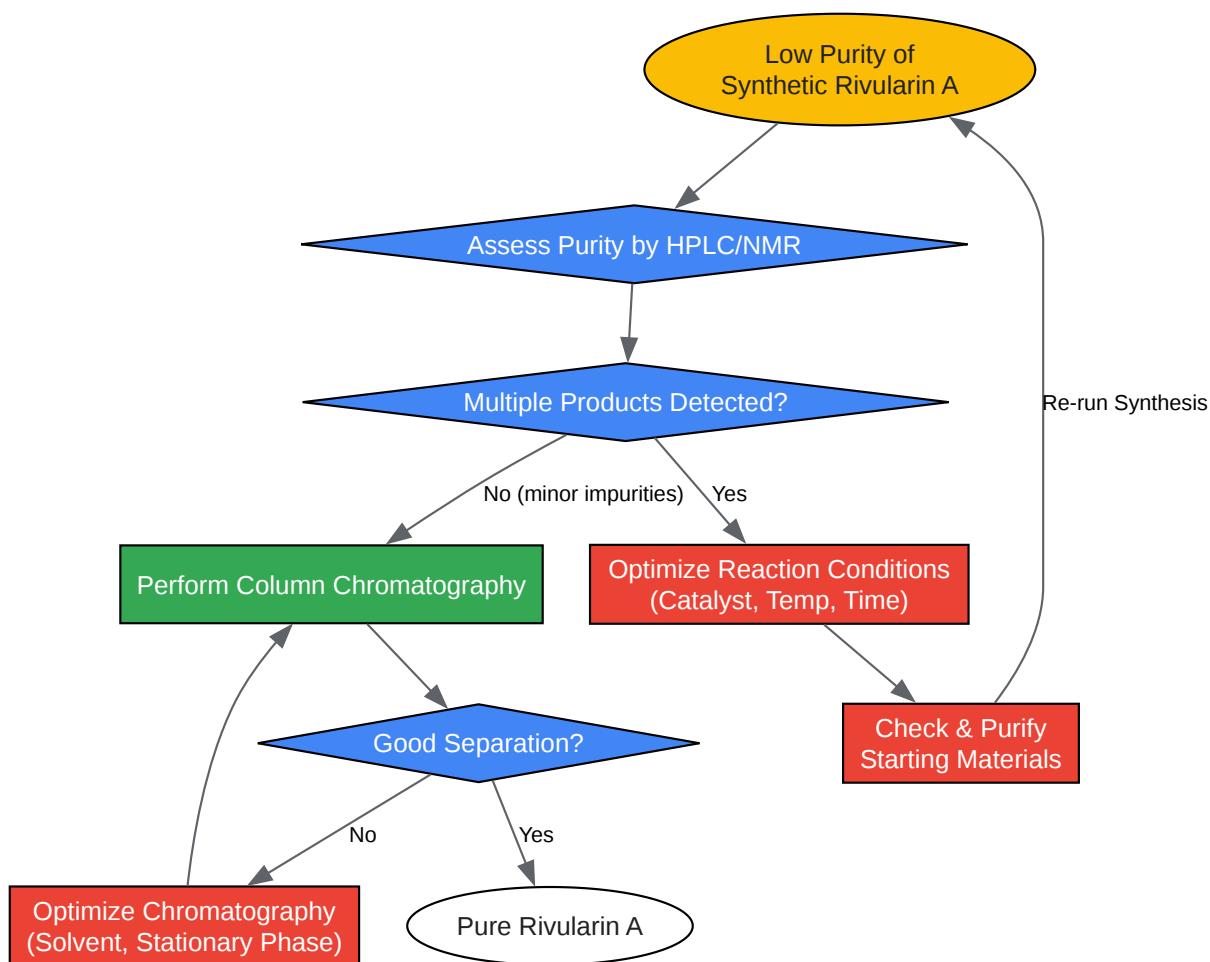 Low Purity of
Synthetic Rivularin A
Assess Purity by HPLC/NMR
Multiple Products Detected?
Re-run Synthesis
No (minor impurities)
Yes
Perform Column Chromatography
Optimize Reaction Conditions
(Catalyst, Temp, Time)
Good Separation?
Check & Purify
Starting Materials
No
Yes
Optimize Chromatography
(Solvent, Stationary Phase)
Pure Rivularin A